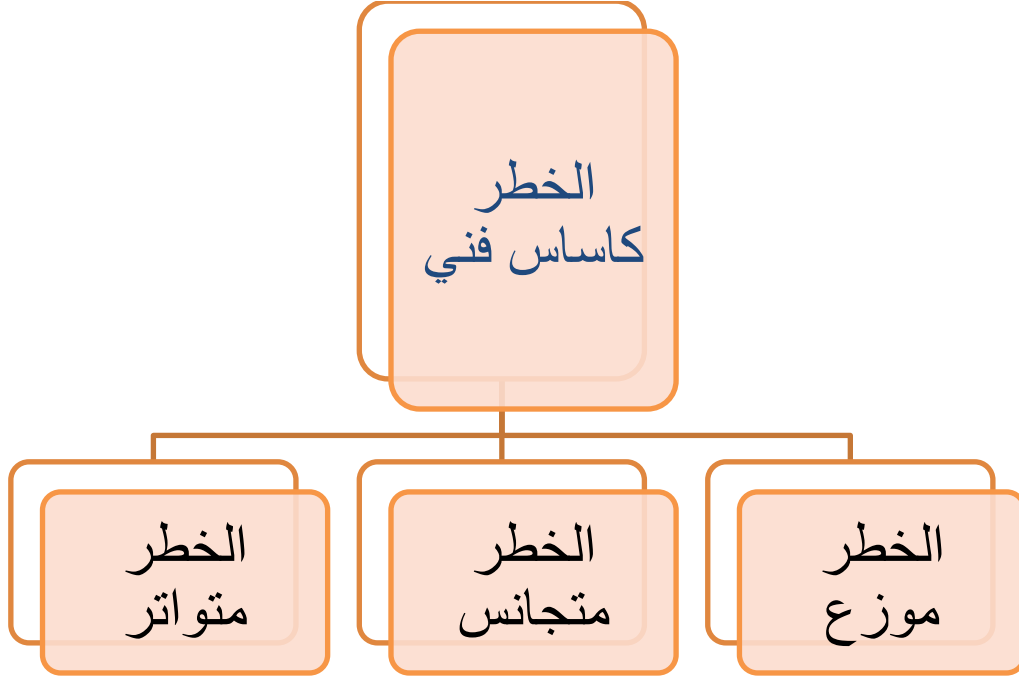 الخطر
كاساس فني
الخطر
موزع
الخطر
متجانس
الخطر
متواتر